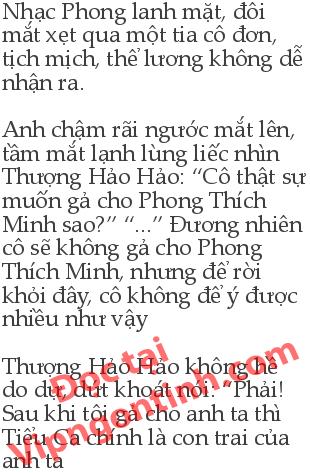 Nhạc Phong lanh mặt, đôi
mắt xẹt qua một tia cô đơn,
tịch mịch, thể lương không dễ
nhận ra.
Anh chậm rãi ngước mắt lên,
tầm mắt lạnh lùng liếc nhìn
Thượng Hảo Hảo: “Cô thật sự
muốn gả cho Phong Thích
Minh sao?” “...” Đương nhiên
cô sẽ không gả cho Phong
Thích Minh, nhưng để rời
khỏi đây, cô không để ý được
nhiều như vậy
Thượng Hảo Hảo không hề
do dự, dứt khoát nói: “Phải!
Sau khi tôi gả cho anh ta thì
Tiểu Ca chính là con trai của
anh ta
Đọc tại
Vipngontinh.com